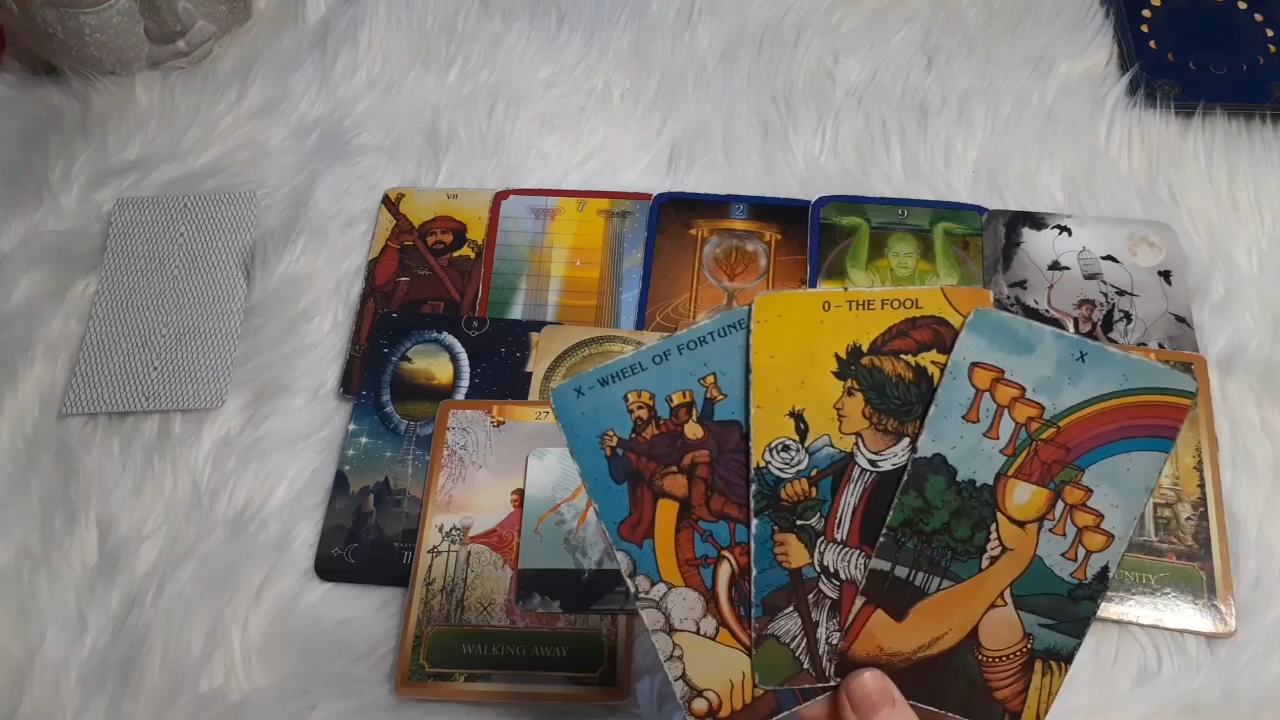 VII
7
2
9
8
X – WHEEL OF FORTUNE
0 – THE FOOL
X
27
WALKING AWAY
UNITY